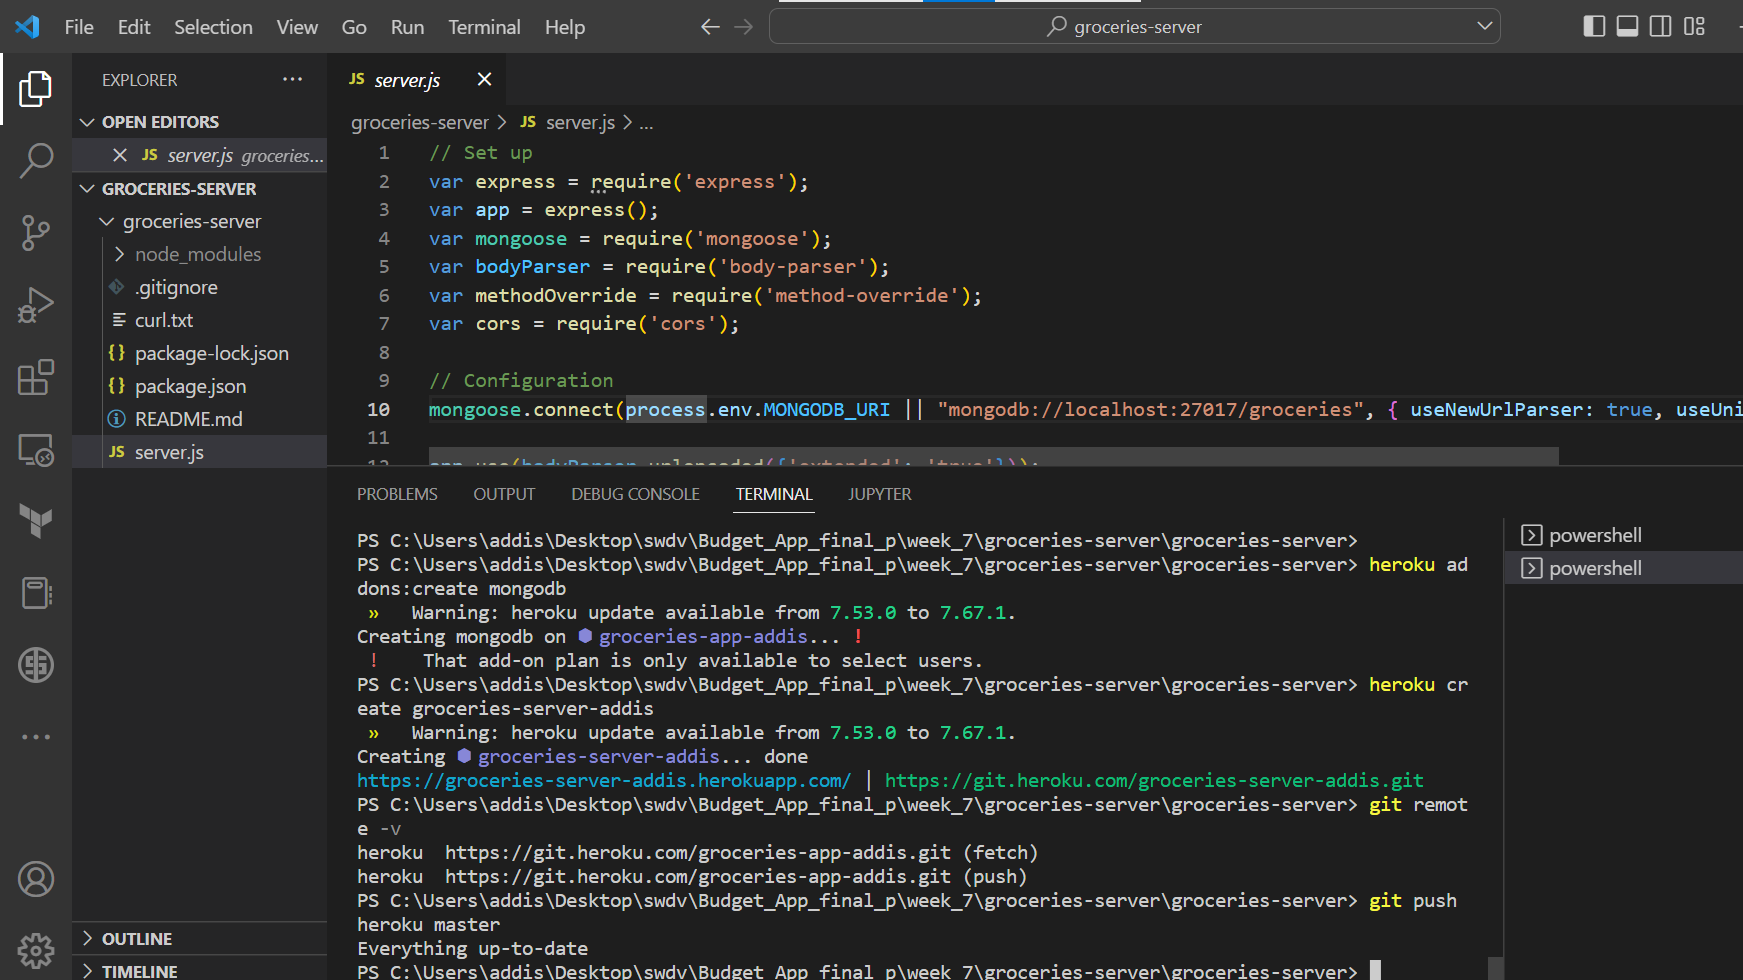 File Edit Selection View Go Run Terminal Help
groceries-server
EXPLORER
OPEN EDITORS
JS server.js groceries...
GROCERIES-SERVER
groceries-server
node_modules
.gitignore
curl.txt
{} package-lock.json
{} package.json
README.md
JS server.js
OUTLINE
TIMELINE
JS server.js
groceries-server > JS server.js > ...
1 // Set up
2 var express = require('express');
3 var app = express();
4 var mongoose = require('mongoose');
5 var bodyParser = require('body-parser');
6 var methodOverride = require('method-override');
7 var cors = require('cors');
8
9 // Configuration
10 mongoose.connect(process.env.MONGODB_URI || "mongodb://localhost:27017/groceries", { useNewUrlParser: true, useUni
11
12 app.use(bodyParser.urlencoded({'extended': 'true'}));
PROBLEMS OUTPUT DEBUG CONSOLE TERMINAL JUPYTER
PS C:\Users\addis\Desktop\swdv\Budget_App_final_p\week_7\groceries-server\groceries-server>
PS C:\Users\addis\Desktop\swdv\Budget_App_final_p\week_7\groceries-server\groceries-server> heroku ad
dons:create mongodb
» Warning: heroku update available from 7.53.0 to 7.67.1.
Creating mongodb on ⬢ groceries-app-addis... !
! That add-on plan is only available to select users.
PS C:\Users\addis\Desktop\swdv\Budget_App_final_p\week_7\groceries-server\groceries-server> heroku cr
eate groceries-server-addis
» Warning: heroku update available from 7.53.0 to 7.67.1.
Creating ⬢ groceries-server-addis... done
https://groceries-server-addis.herokuapp.com/ | https://git.heroku.com/groceries-server-addis.git
PS C:\Users\addis\Desktop\swdv\Budget_App_final_p\week_7\groceries-server\groceries-server> git remot
e -v
heroku https://git.heroku.com/groceries-app-addis.git (fetch)
heroku https://git.heroku.com/groceries-app-addis.git (push)
PS C:\Users\addis\Desktop\swdv\Budget_App_final_p\week_7\groceries-server\groceries-server> git push
heroku master
Everything up-to-date
PS C:\Users\addis\Desktop\swdv\Budget_App_final_p\week_7\groceries-server\groceries-server>
powershell
powershell